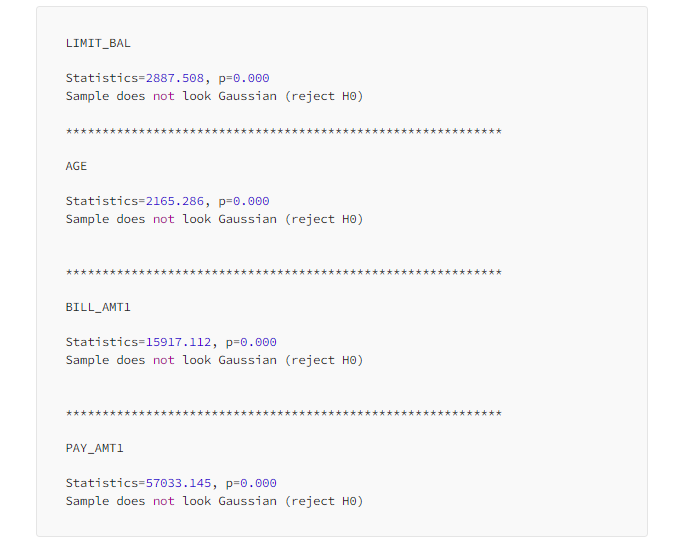 LIMIT_BAL
Statistics=2887.508, p=0.000
Sample does not look Gaussian (reject H0)
************************************************************
AGE
Statistics=2165.286, p=0.000
Sample does not look Gaussian (reject H0)
************************************************************
BILL_AMT1
Statistics=15917.112, p=0.000
Sample does not look Gaussian (reject H0)
************************************************************
PAY_AMT1
Statistics=57033.145, p=0.000
Sample does not look Gaussian (reject H0)